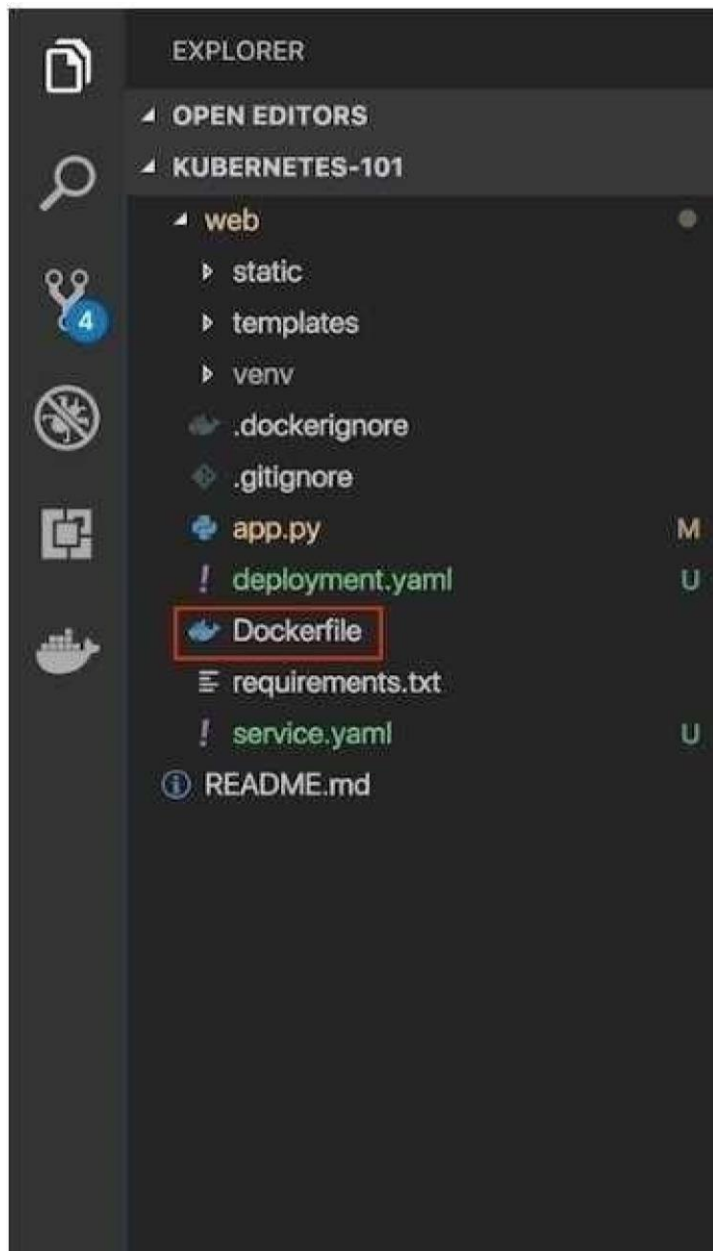 EXPLORER
OPEN EDITORS
KUBERNETES-101
web
static
4
templates
venv
.dockerignore
.gitignore
app.py M
deployment.yaml U
Dockerfile
requirements.txt
service.yaml U
README.md